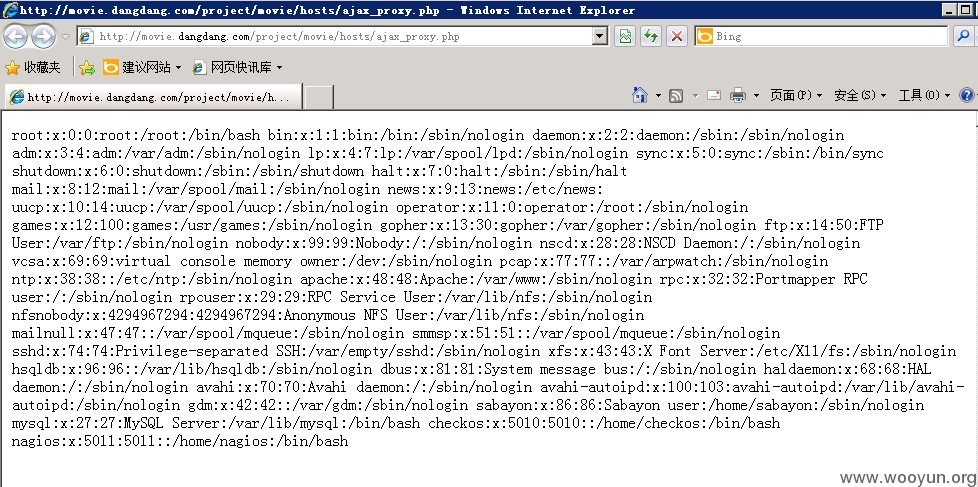 http://movie.dangdang.com/project/movie/hosts/ajax_proxy.php - Windows Internet Explorer
http://movie.dangdang.com/project/movie/hosts/ajax_proxy.php
Bing
收藏夹 建议网站 网页快讯库
http://movie.dangdang.com/project/movie/h... 页面(P) 安全(S) 工具(O)
root:x:0:0:root:/root:/bin/bash bin:x:1:1:bin:/bin:/sbin/nologin daemon:x:2:2:daemon:/sbin:/sbin/nologin
adm:x:3:4:adm:/var/adm:/sbin/nologin lp:x:4:7:lp:/var/spool/lpd:/sbin/nologin sync:x:5:0:sync:/sbin:/bin/sync
shutdown:x:6:0:shutdown:/sbin:/sbin/shutdown halt:x:7:0:halt:/sbin:/sbin/halt
mail:x:8:12:mail:/var/spool/mail:/sbin/nologin news:x:9:13:news:/etc/news:
uucp:x:10:14:uucp:/var/spool/uucp:/sbin/nologin operator:x:11:0:operator:/root:/sbin/nologin
games:x:12:100:games:/usr/games:/sbin/nologin gopher:x:13:30:gopher:/var/gopher:/sbin/nologin ftp:x:14:50:FTP
User:/var/ftp:/sbin/nologin nobody:x:99:99:Nobody:/:/sbin/nologin nscd:x:28:28:NSCD Daemon:/:/sbin/nologin
vcsa:x:69:69:virtual console memory owner:/dev:/sbin/nologin pcap:x:77:77::/var/arpwatch:/sbin/nologin
ntp:x:38:38::/etc/ntp:/sbin/nologin apache:x:48:48:Apache:/var/www:/sbin/nologin rpc:x:32:32:Portmapper RPC
user:/:/sbin/nologin rpcuser:x:29:29:RPC Service User:/var/lib/nfs:/sbin/nologin
nfsnobody:x:4294967294:4294967294:Anonymous NFS User:/var/lib/nfs:/sbin/nologin
mailnull:x:47:47::/var/spool/mqueue:/sbin/nologin smmsp:x:51:51::/var/spool/mqueue:/sbin/nologin
sshd:x:74:74:Privilege-separated SSH:/var/empty/sshd:/sbin/nologin xfs:x:43:43:X Font Server:/etc/X11/fs:/sbin/nologin
hsqldb:x:96:96::/var/lib/hsqldb:/sbin/nologin dbus:x:81:81:System message bus:/:/sbin/nologin haldaemon:x:68:68:HAL
daemon:/:/sbin/nologin avahi:x:70:70:Avahi daemon:/:/sbin/nologin avahi-autoipd:x:100:103:avahi-autoipd:/var/lib/avahi-
autoipd:/sbin/nologin gdm:x:42:42::/var/gdm:/sbin/nologin sabayon:x:86:86:Sabayon user:/home/sabayon:/sbin/nologin
mysql:x:27:27:MySQL Server:/var/lib/mysql:/bin/bash checkos:x:5010:5010::/home/checkos:/bin/bash
nagios:x:5011:5011::/home/nagios:/bin/bash
www.wooyun.org